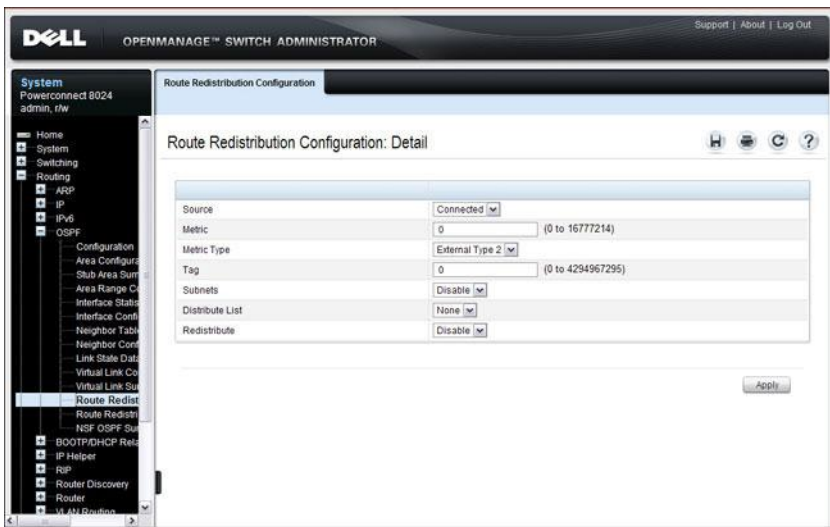 Support | About | Log Out
DELL OPENMANAGE™ SWITCH ADMINISTRATOR
System
Powerconnect 8024
admin, r/w
Home
System
Switching
Routing
ARP
IP
IPv6
OSPF
Configuration
Area Configura
Stub Area Sum
Area Range Co
Interface Statis
Interface Confi
Neighbor Table
Neighbor Conf
Link State Data
Virtual Link Co
Virtual Link Sur
Route Redist
Route Redistri
NSF OSPF Sur
BOOTP/DHCP Rela
IP Helper
RIP
Router Discovery
Router
VLAN Routing
Route Redistribution Configuration
Route Redistribution Configuration: Detail
Source Connected
Metric 0 (0 to 16777214)
Metric Type External Type 2
Tag 0 (0 to 4294967295)
Subnets Disable
Distribute List None
Redistribute Disable
Apply